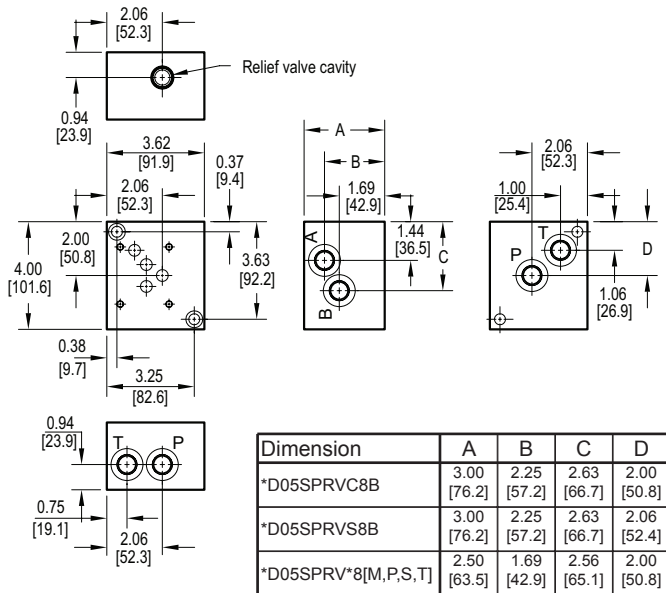 2.06
[52.3]
Relief valve cavity
0.94
[23.9]
3.62
[91.9]
0.37
[9.4]
2.06
[52.3]
2.00
[50.8]
4.00
[101.6]
3.63
[92.2]
0.38
[9.7]
3.25
[82.6]
A
B
1.69
[42.9]
1.44
[36.5]
C
A
B
2.06
[52.3]
1.00
[25.4]
T
P
D
1.06
[26.9]
0.94
[23.9]
T P
0.75
[19.1]
2.06
[52.3]
Dimension A B C D
*D05SPRVC8B 3.00 [76.2] 2.25 [57.2] 2.63 [66.7] 2.00 [50.8]
*D05SPRVS8B 3.00 [76.2] 2.25 [57.2] 2.63 [66.7] 2.06 [52.4]
*D05SPRV*8[M,P,S,T] 2.50 [63.5] 1.69 [42.9] 2.56 [65.1] 2.00 [50.8]